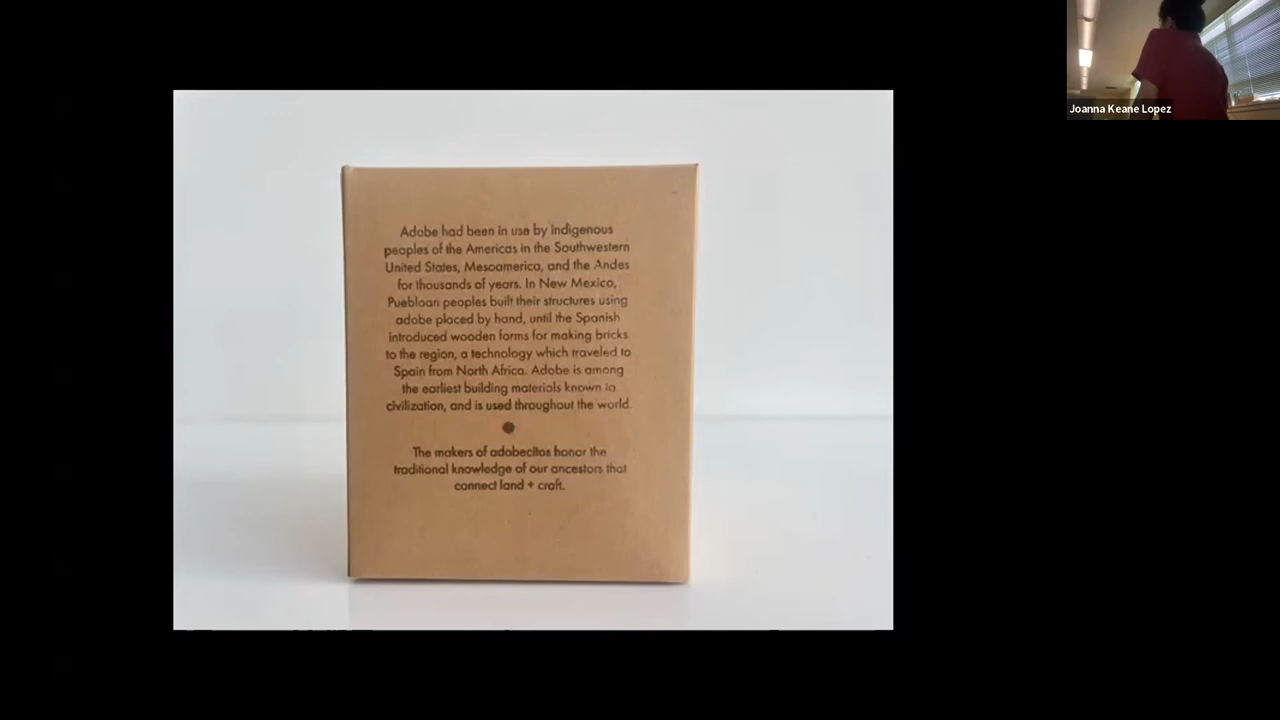 Joanna Keane Lopez
Adobe had been in use by indigenous
peoples of the Americas in the Southwestern
United States, Mesoamerica, and the Andes
for thousands of years. In New Mexico,
Puebloan peoples built their structures using
adobe placed by hand, until the Spanish
introduced wooden forms for making bricks
to the region, a technology which traveled to
Spain from North Africa. Adobe is among
the earliest building materials known in
civilization, and is used throughout the world.
The makers of adobecitos honor the
traditional knowledge of our ancestors that
connect land + craft.